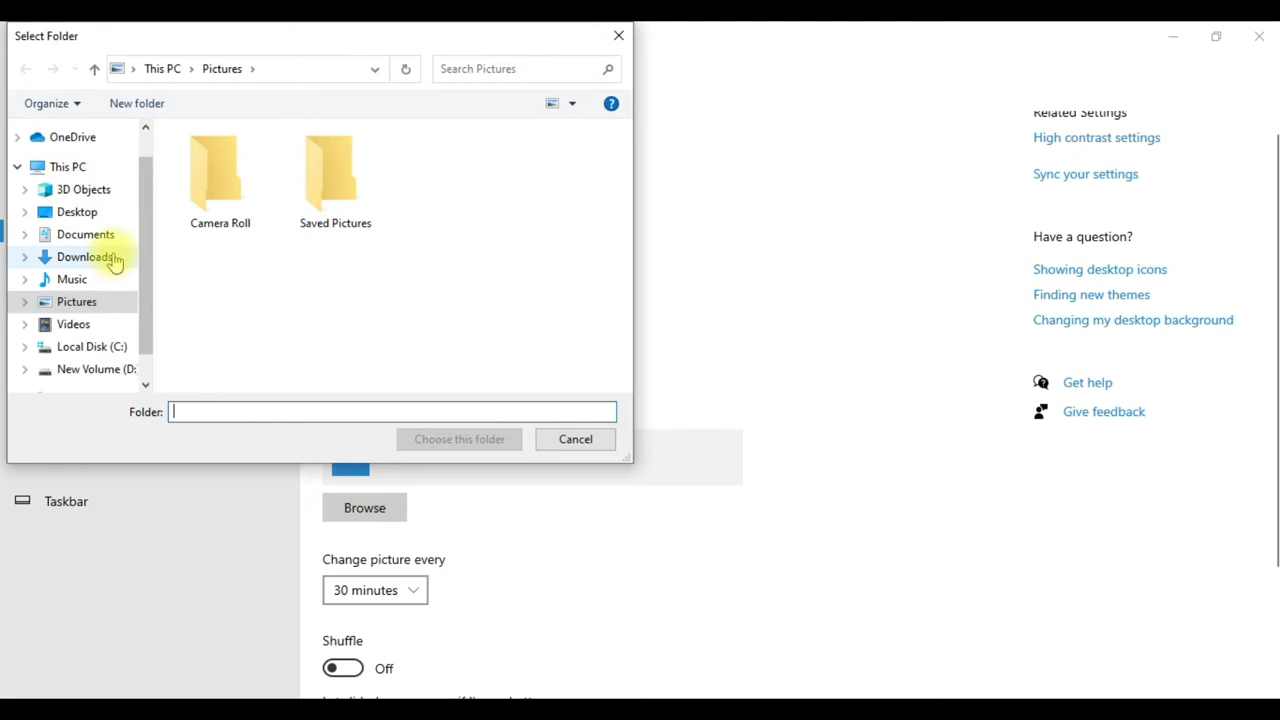 Select Folder
This PC
Pictures
Search Pictures
Organize
New folder
OneDrive
This PC
3D Objects
Desktop
Documents
Downloads
Music
Pictures
Videos
Local Disk (C:)
New Volume (D:
Camera Roll
Saved Pictures
Folder:
Choose this folder
Cancel
Related Settings
High contrast settings
Sync your settings
Have a question?
Showing desktop icons
Finding new themes
Changing my desktop background
Get help
Give feedback
Taskbar
Browse
Change picture every
30 minutes
Shuffle
Off